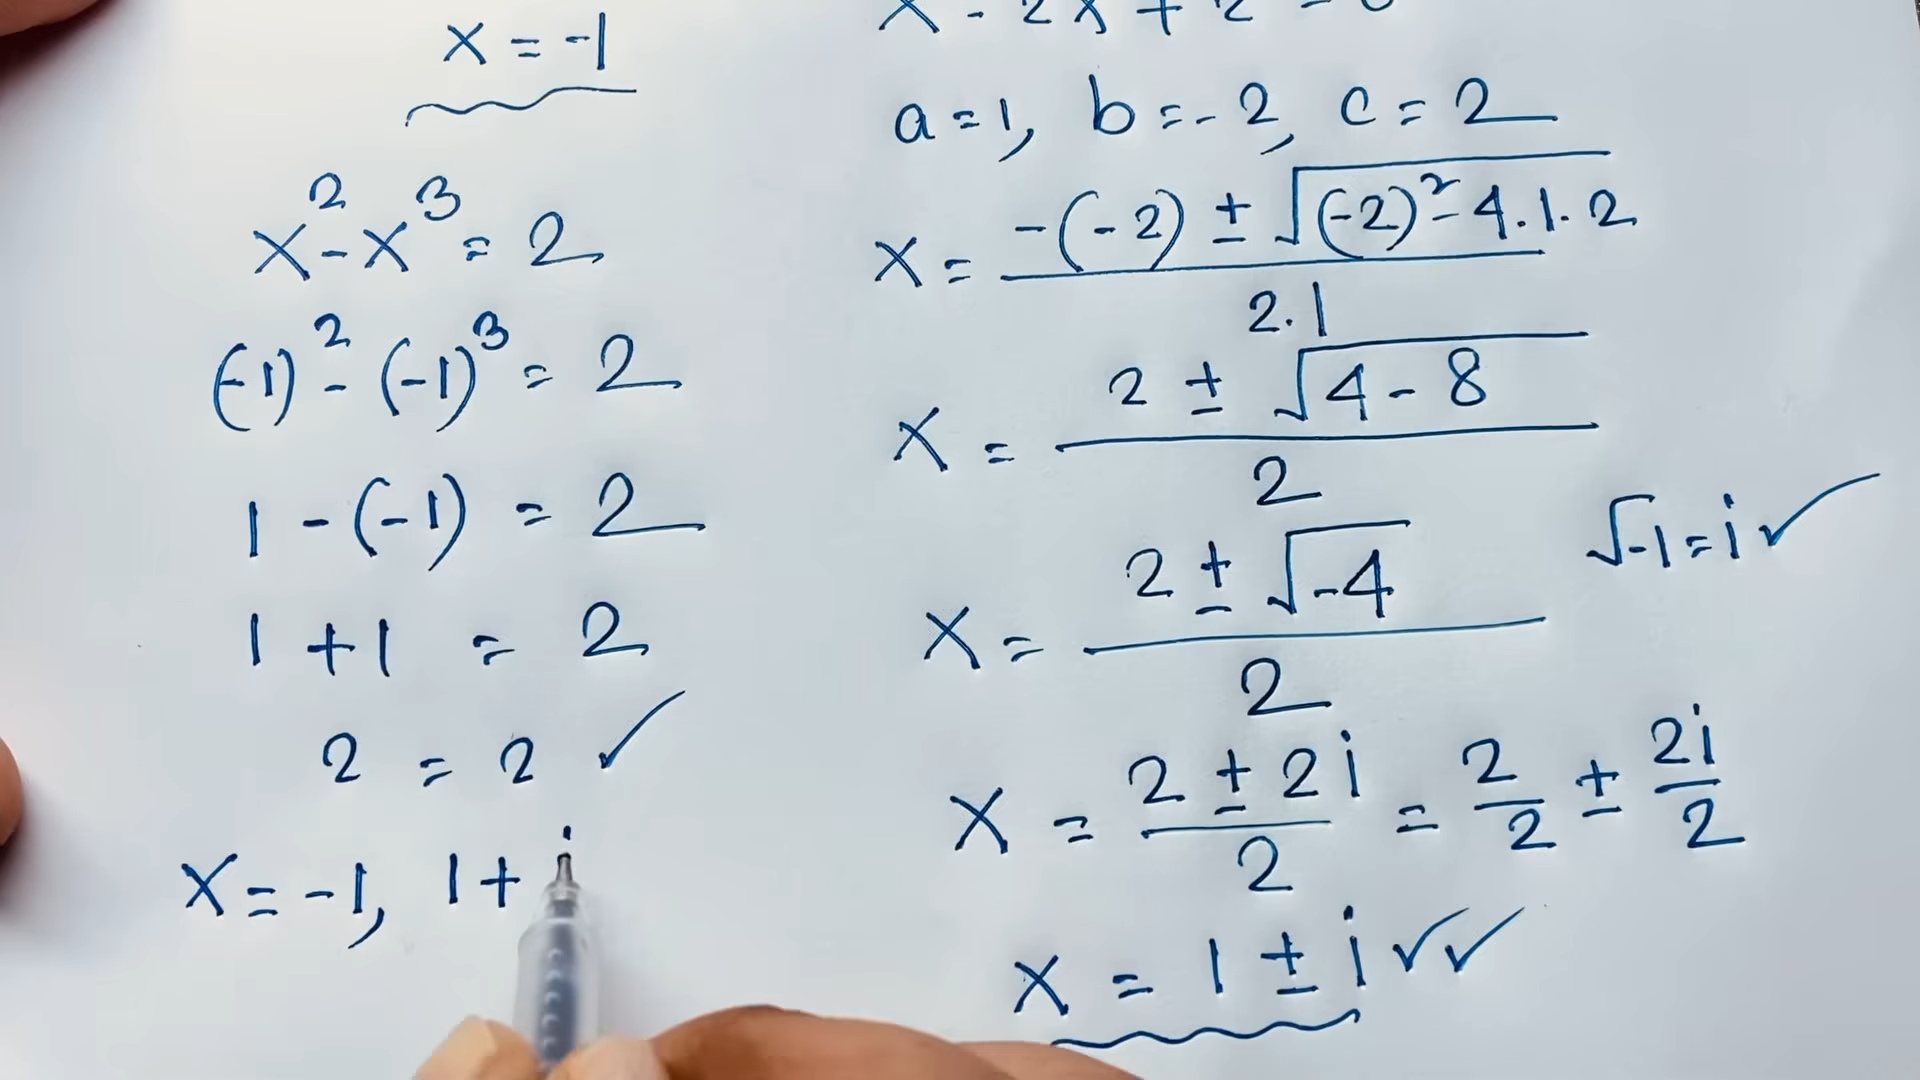 x = -1
x² - x³ = 2
(-1)² - (-1)³ = 2
1 - (-1) = 2
1 + 1 = 2
2 = 2 ✓
x = -1, 1 + i
a = 1, b = -2, c = 2
x = (-(-2) ± √((-2)² - 4.1.2)) / 2.1
x = (2 ± √(4 - 8)) / 2
√-1 = i ✓
x = (2 ± √-4) / 2
x = (2 ± 2i) / 2 = 2/2 ± 2i/2
x = 1 ± i ✓✓